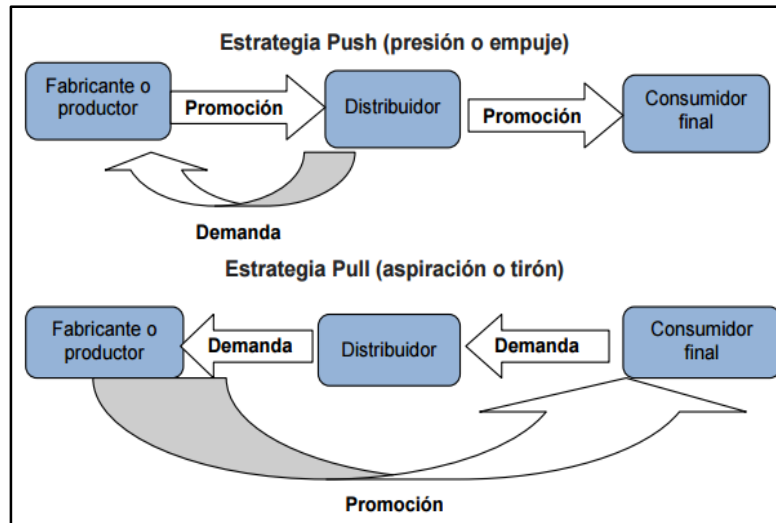 Estrategia Push (presión o empuje)
Fabricante o
productor
Promoción
Distribuidor
Promoción
Consumidor
final
Demanda
Estrategia Pull (aspiración o tirón)
Fabricante o
productor
Demanda
Distribuidor
Demanda
Consumidor
final
Promoción